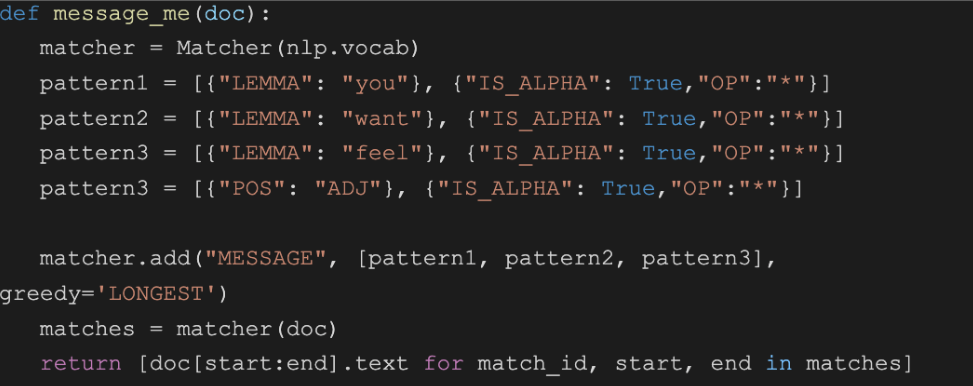 def message_me(doc):
   matcher = Matcher(nlp.vocab)
   pattern1 = [{"LEMMA": "you"}, {"IS_ALPHA": True,"OP":"*"}]
   pattern2 = [{"LEMMA": "want"}, {"IS_ALPHA": True,"OP":"*"}]
   pattern3 = [{"LEMMA": "feel"}, {"IS_ALPHA": True,"OP":"*"}]
   pattern3 = [{"POS": "ADJ"}, {"IS_ALPHA": True,"OP":"*"}]

   matcher.add("MESSAGE", [pattern1, pattern2, pattern3],
greedy='LONGEST')
   matches = matcher(doc)
   return [doc[start:end].text for match_id, start, end in matches]